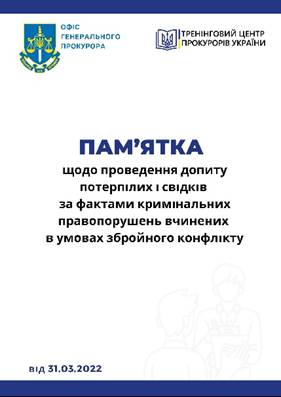 ОФІС
ГЕНЕРАЛЬНОГО
ПРОКУРОРА
ТРЕНІНГОВИЙ ЦЕНТР
ПРОКУРОРІВ УКРАЇНИ
ПАМ’ЯТКА
щодо проведення допиту
потерпілих і свідків
за фактами кримінальних
правопорушень вчинених
в умовах збройного конфлікту
від 31.03.2022